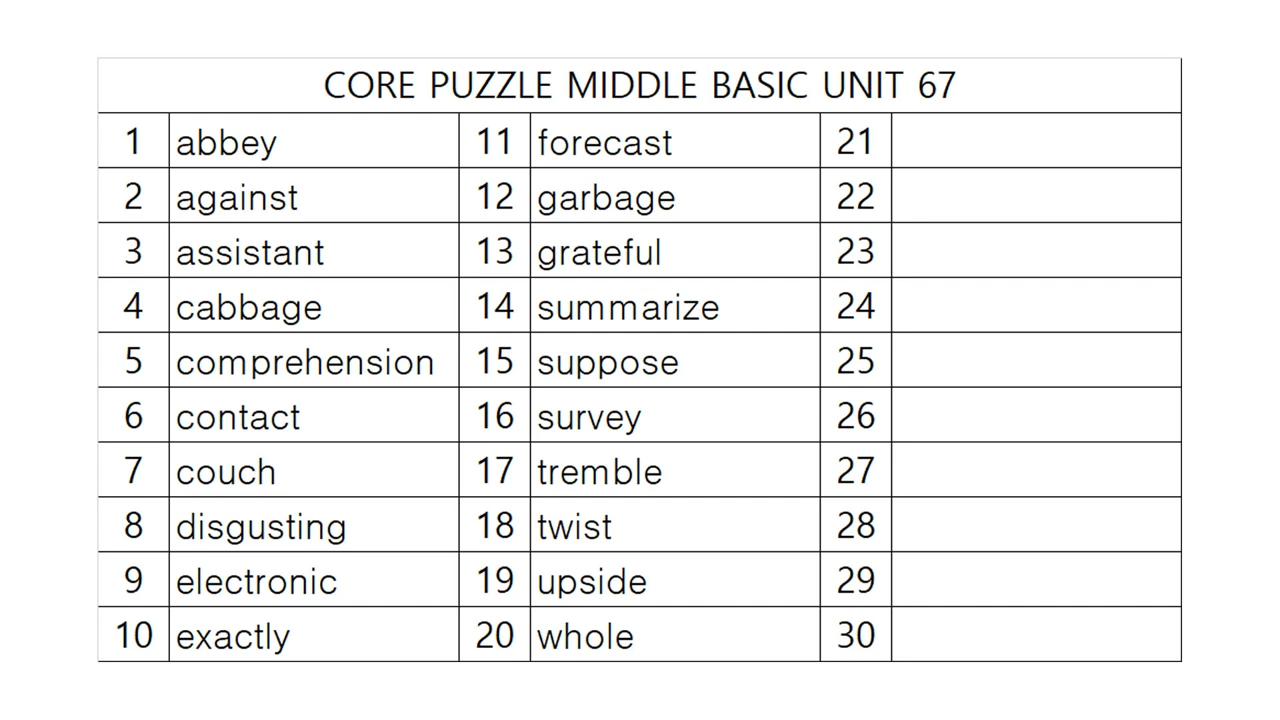 CORE PUZZLE MIDDLE BASIC UNIT 67
1 abbey 11 forecast 21
2 against 12 garbage 22
3 assistant 13 grateful 23
4 cabbage 14 summarize 24
5 comprehension 15 suppose 25
6 contact 16 survey 26
7 couch 17 tremble 27
8 disgusting 18 twist 28
9 electronic 19 upside 29
10 exactly 20 whole 30